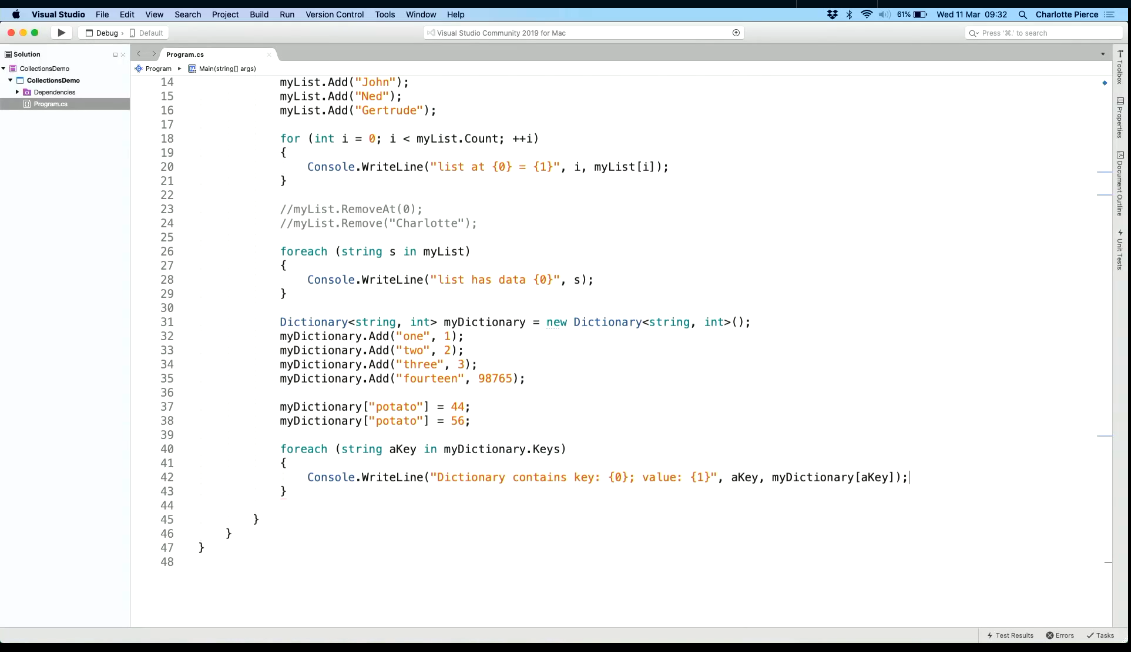 Visual Studio File Edit View Search Project Build Run Version Control Tools Window Help 61% Wed 11 Mar 09:32 Charlotte Pierce
Debug › Default Visual Studio Community 2019 for Mac Press '⌘.' to search
Solution
CollectionsDemo
CollectionsDemo
Dependencies
Program.cs
Program.cs
Program › Main(string[] args)
14 myList.Add("John");
15 myList.Add("Ned");
16 myList.Add("Gertrude");
17
18 for (int i = 0; i < myList.Count; ++i)
19 {
20 Console.WriteLine("list at {0} = {1}", i, myList[i]);
21 }
22
23 //myList.RemoveAt(0);
24 //myList.Remove("Charlotte");
25
26 foreach (string s in myList)
27 {
28 Console.WriteLine("list has data {0}", s);
29 }
30
31 Dictionary<string, int> myDictionary = new Dictionary<string, int>();
32 myDictionary.Add("one", 1);
33 myDictionary.Add("two", 2);
34 myDictionary.Add("three", 3);
35 myDictionary.Add("fourteen", 98765);
36
37 myDictionary["potato"] = 44;
38 myDictionary["potato"] = 56;
39
40 foreach (string aKey in myDictionary.Keys)
41 {
42 Console.WriteLine("Dictionary contains key: {0}; value: {1}", aKey, myDictionary[aKey]);
43 }
44
45 }
46 }
47 }
48
Toolbox
Properties
Document Outline
Unit Tests
Test Results Errors Tasks